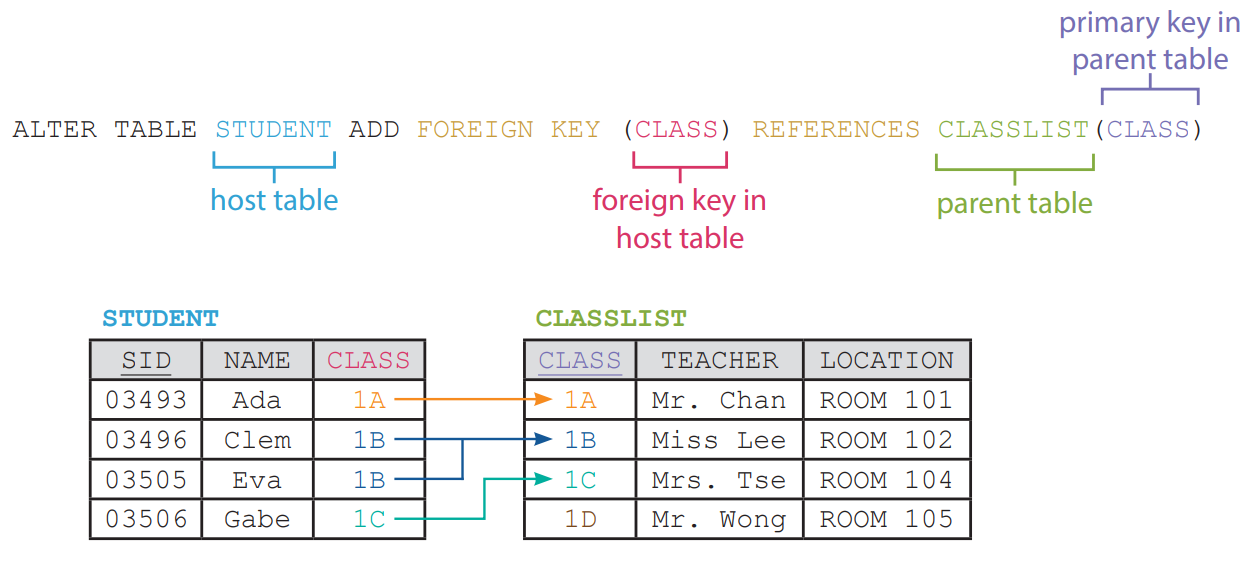 primary key in
parent table
ALTER TABLE STUDENT ADD FOREIGN KEY (CLASS) REFERENCES CLASSLIST(CLASS)
host table
foreign key in
host table
parent table
STUDENT
SID NAME CLASS
03493 Ada 1A
03496 Clem 1B
03505 Eva 1B
03506 Gabe 1C
CLASSLIST
CLASS TEACHER LOCATION
1A Mr. Chan ROOM 101
1B Miss Lee ROOM 102
1C Mrs. Tse ROOM 104
1D Mr. Wong ROOM 105